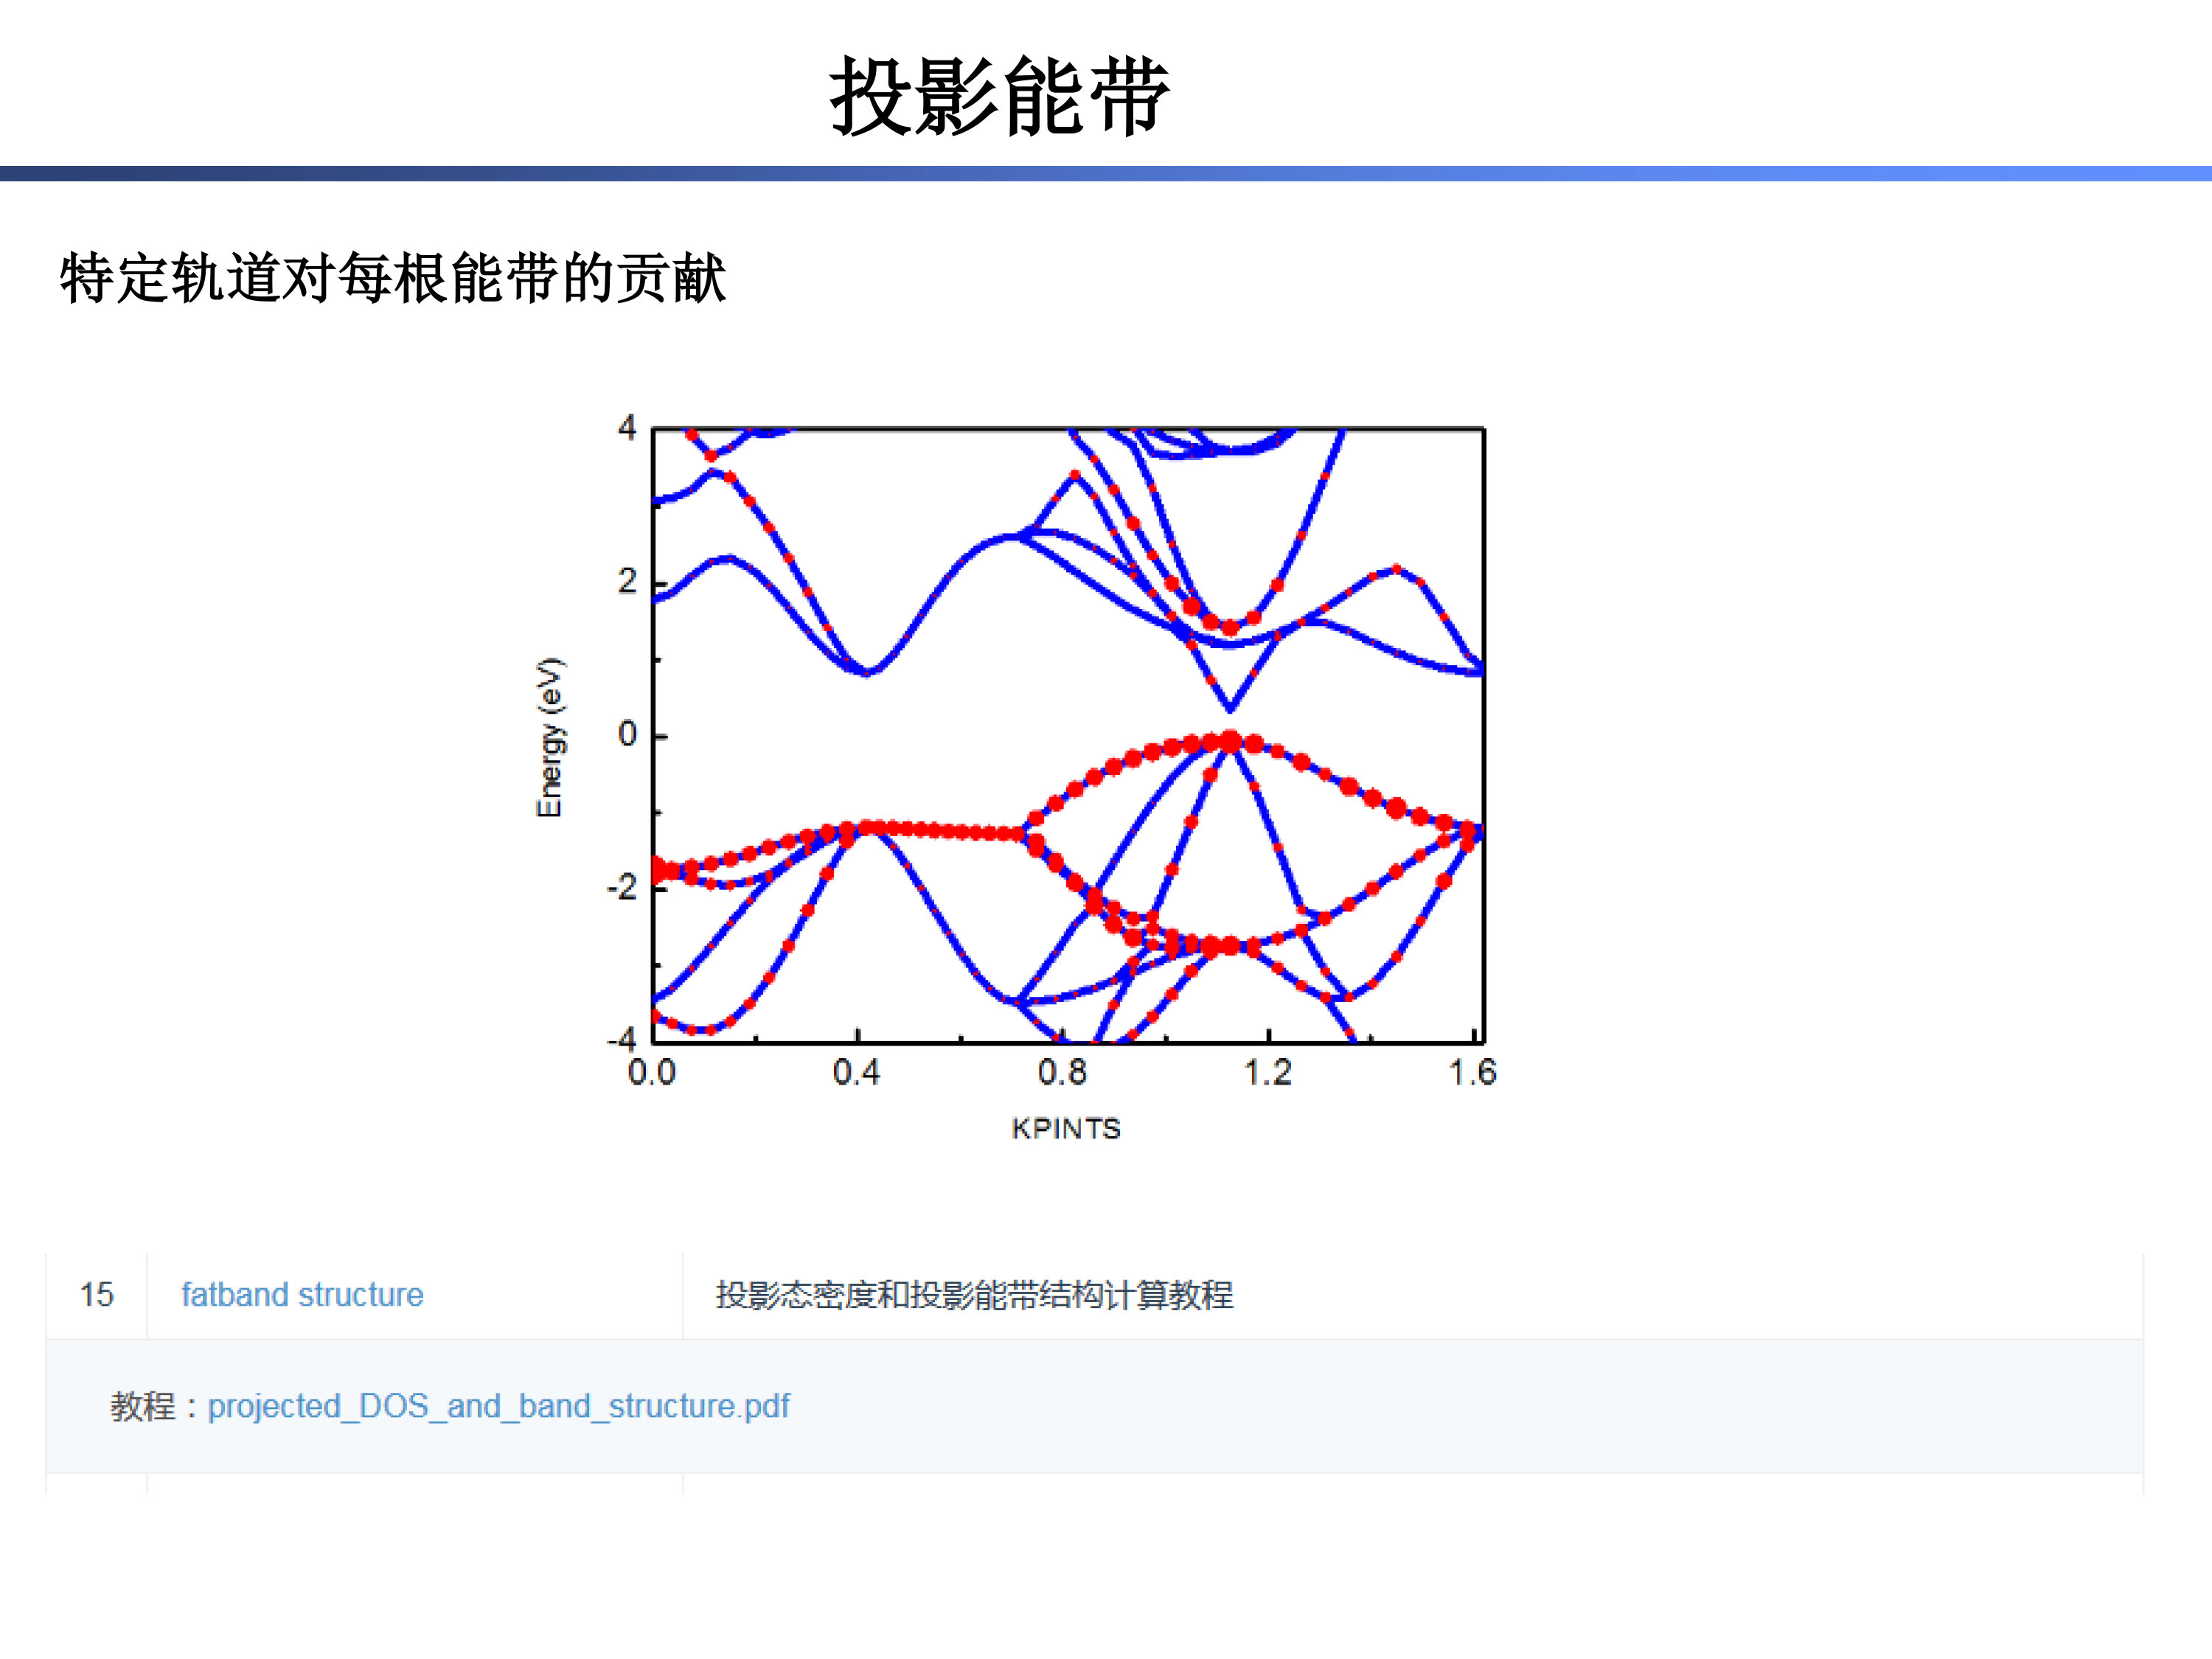 投影能带
特定轨道对每根能带的贡献
4
2
0
-2
-4
Energy (eV)
0.0 0.4 0.8 1.2 1.6
KPINTS
15 fatband structure 投影态密度和投影能带结构计算教程
教程：projected_DOS_and_band_structure.pdf